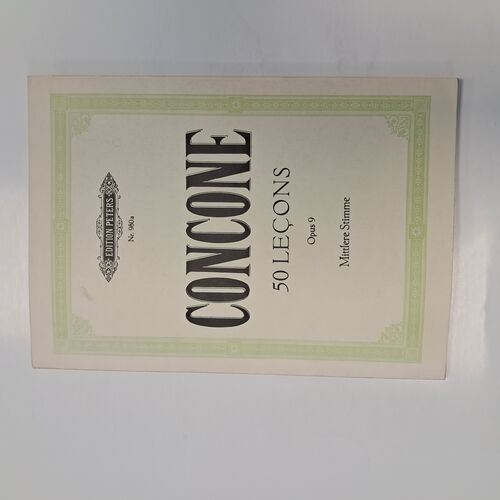 EDITION PETERS
Nr. 980a
CONCONE
50 LEÇONS
Opus 9
Mittlere Stimme